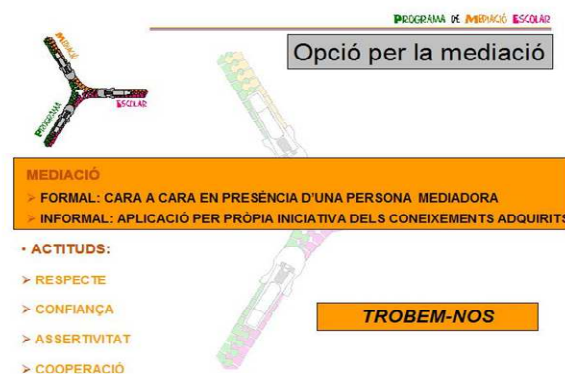 PROGRAMA DE MEDIACIÓ ESCOLAR
Opció per la mediació
MEDIACIÓ
PROGRAMA
ESCOLAR
MEDIACIÓ
FORMAL: CARA A CARA EN PRESÈNCIA D'UNA PERSONA MEDIADORA
INFORMAL: APLICACIÓ PER PRÒPIA INICIATIVA DELS CONEIXEMENTS ADQUIRITS
• ACTITUDS:
RESPECTE
CONFIANÇA
ASSERTIVITAT
COOPERACIÓ
TROBEM-NOS